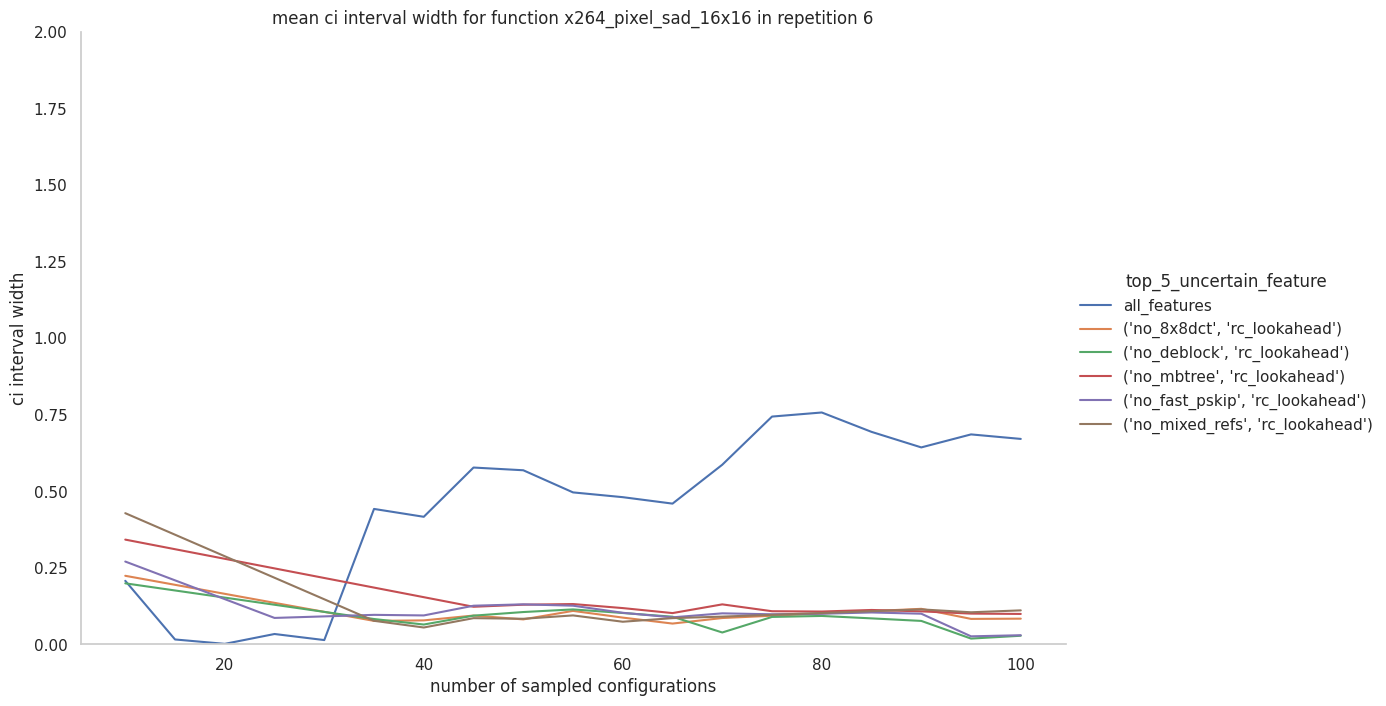 mean ci interval width for function x264_pixel_sad_16x16 in repetition 6
2.00
1.75
1.50
1.25
1.00
0.75
0.50
0.25
0.00
ci interval width
20
40
60
80
100
number of sampled configurations
top_5_uncertain_feature
all_features
('no_8x8dct', 'rc_lookahead')
('no_deblock', 'rc_lookahead')
('no_mbtree', 'rc_lookahead')
('no_fast_pskip', 'rc_lookahead')
('no_mixed_refs', 'rc_lookahead')